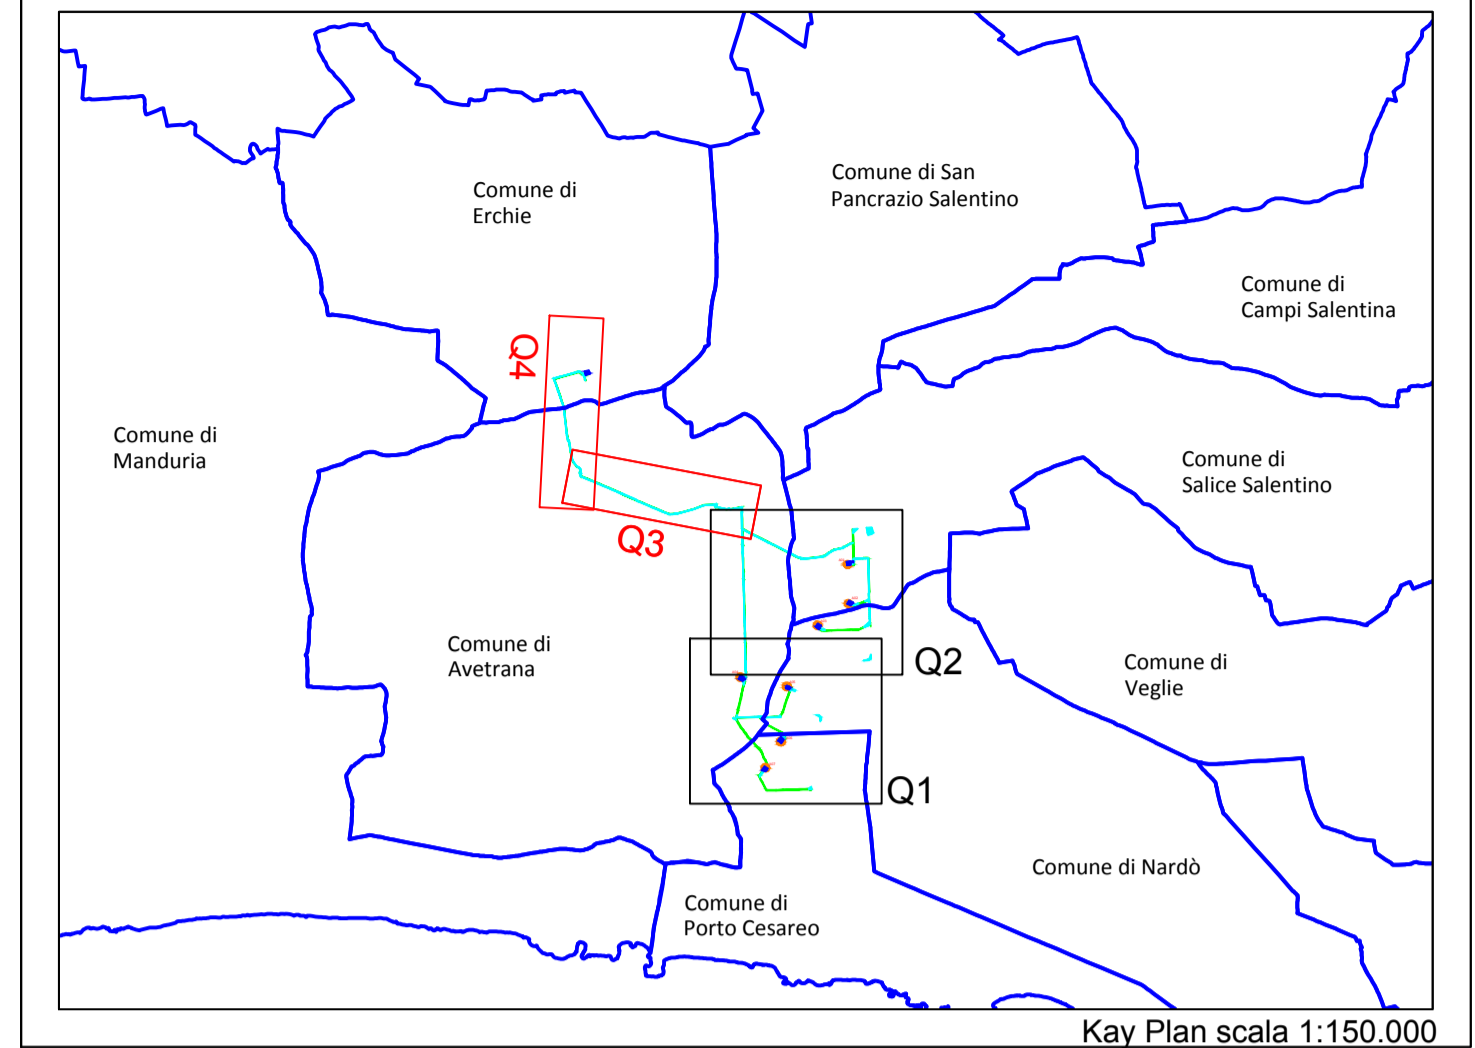 Comune di San
Pancrazio Salentino
Comune di
Erchie
Comune di
Campi Salentina
Q4
Comune di
Manduria
Comune di
Salice Salentino
Q3
Comune di
Avetrana
Q2
Comune di
Veglie
Q1
Comune di Nardò
Comune di
Porto Cesareo
Kay Plan scala 1:150.000